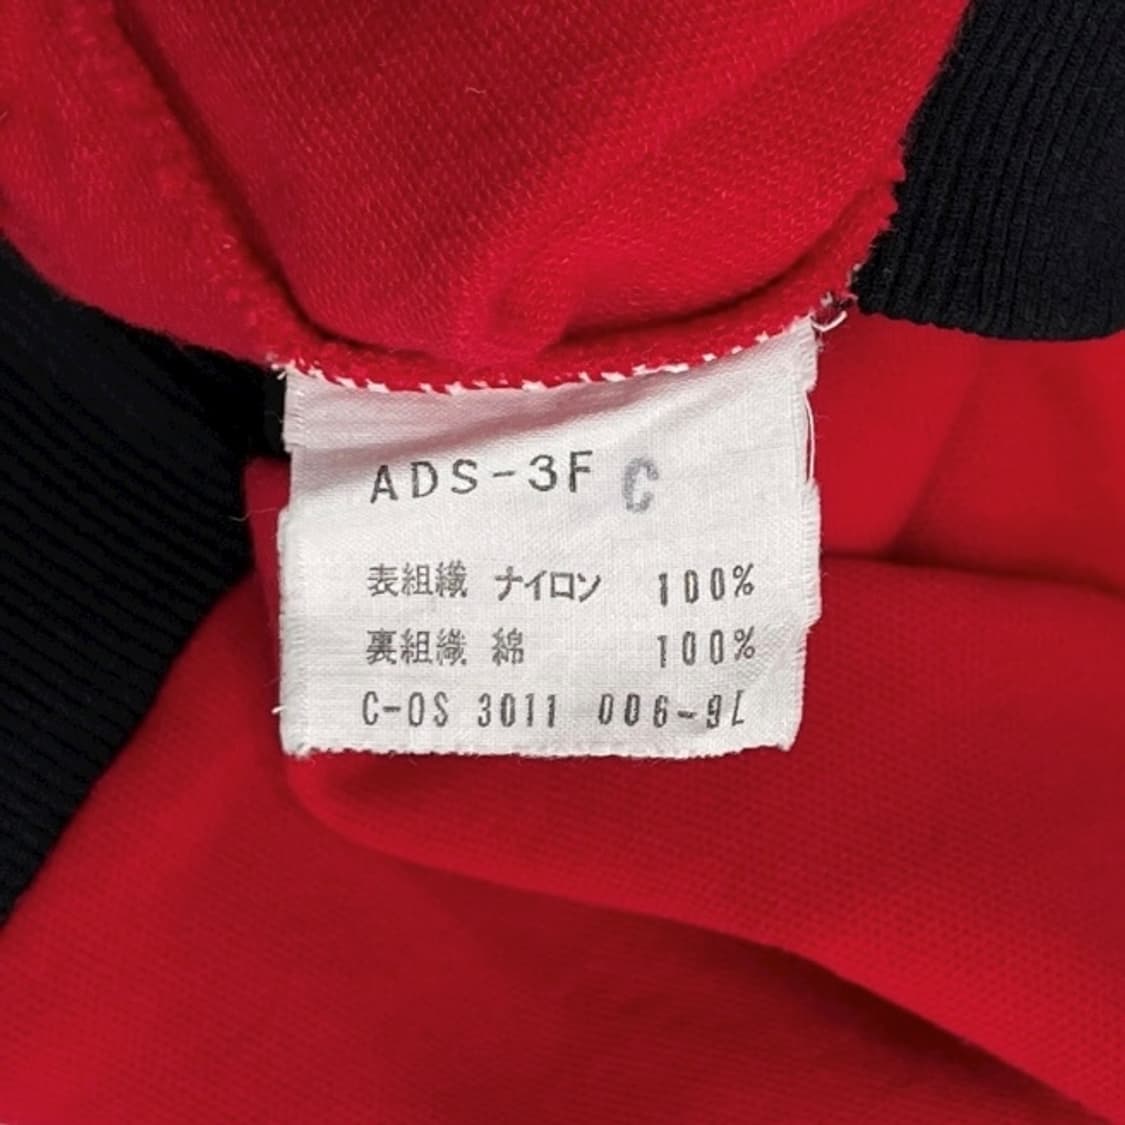 ADS-3F C
表組織 ナイロン 100%
裏組織 綿 100%
C-OS 3011 006-9L